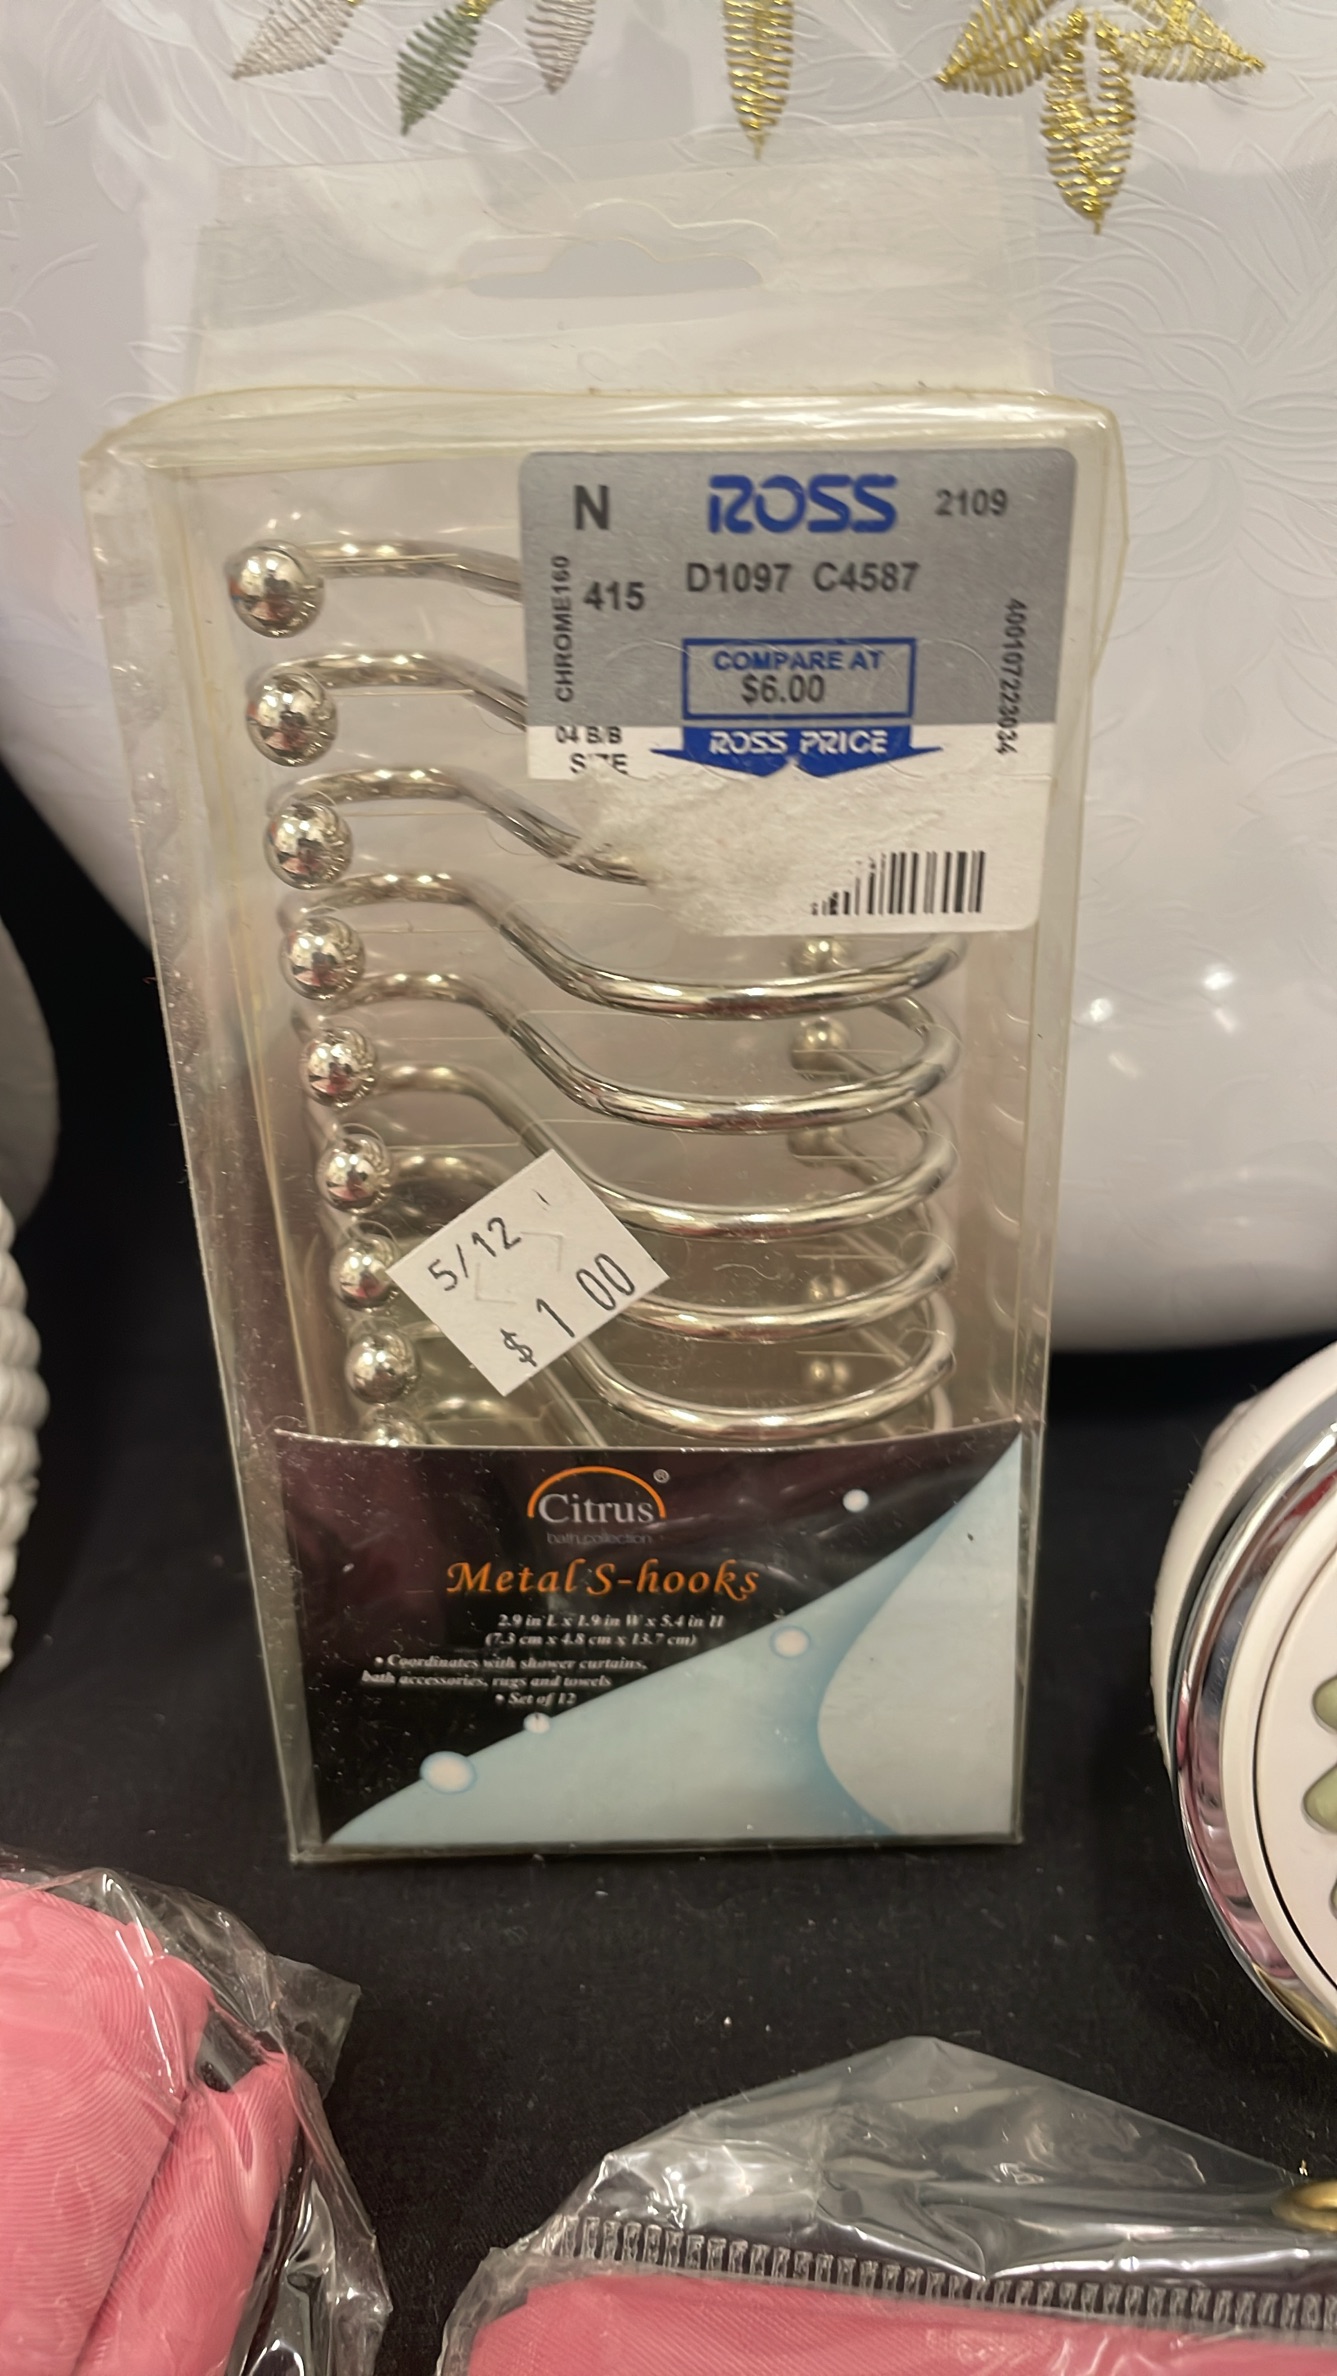 N ROSS 2109
D1097 C4587
415
CHROME160
400107223034
COMPARE AT
$6.00
04 B/B
ROSS PRICE
5/12
$1 00
Citrus®
bath collection
Metal S-hooks
2.9 in L x 1.9 in W x 5.4 in H
(7.3 cm x 4.8 cm x 13.7 cm)
• Coordinates with shower curtains,
bath accessories, rugs and towels
• Set of 12